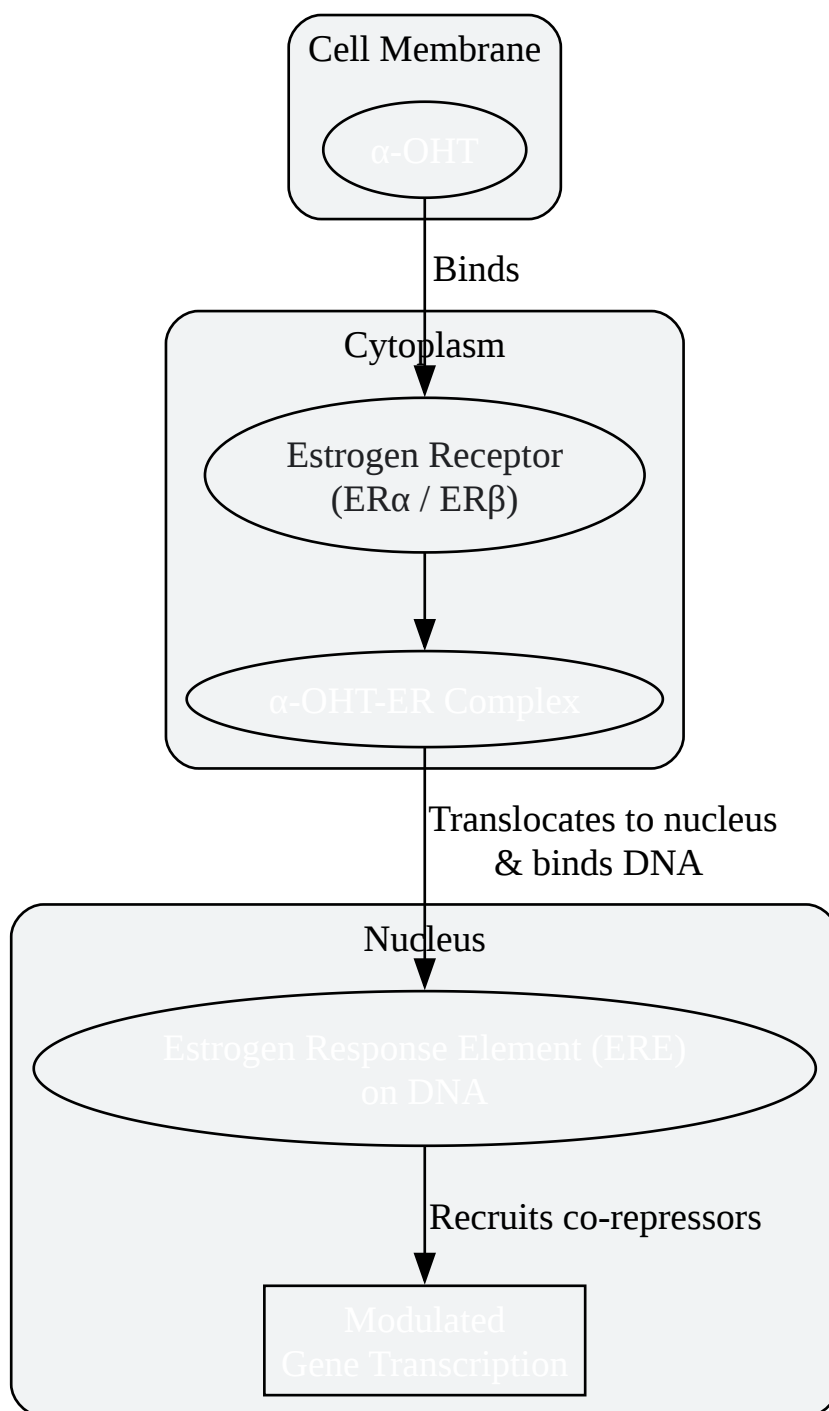 Cell Membrane
α-OHT
Binds
Cytoplasm
Estrogen Receptor
(ERα / ERβ)
α-OHT-ER Complex
Translocates to nucleus
& binds DNA
Nucleus
Estrogen Response Element (ERE)
on DNA
Recruits co-repressors
Modulated
Gene Transcription